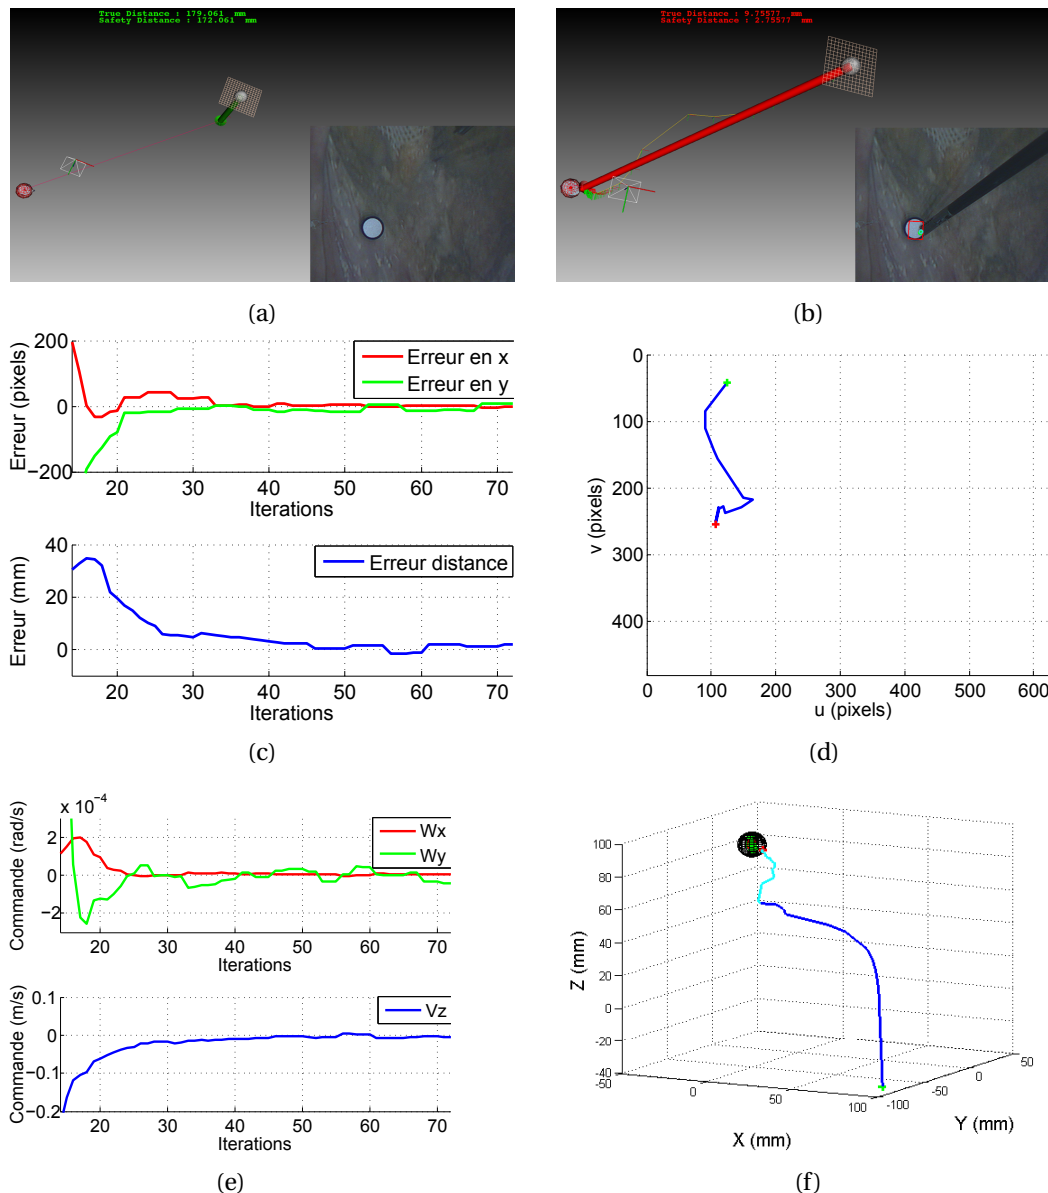 True Distance : 179.061 mm
Safety Distance : 172.061 mm
True Distance : 9.75577 mm
Safety Distance : 2.75577 mm
(a)
(b)
200
0
−200
Erreur (pixels)
Erreur en x
Erreur en y
20 30 40 50 60 70
Iterations
40
20
0
Erreur (mm)
Erreur distance
20 30 40 50 60 70
Iterations
(c)
0
100
200
300
400
v (pixels)
0 100 200 300 400 500 600
u (pixels)
(d)
x 10−4
2
0
−2
Commande (rad/s)
Wx
Wy
20 30 40 50 60 70
Iterations
0.1
0
−0.1
−0.2
Commande (m/s)
Vz
20 30 40 50 60 70
Iterations
(e)
100
80
60
40
20
0
-20
-40
Z (mm)
-50 0 50 100
X (mm)
-100 -50 0 50
Y (mm)
(f)